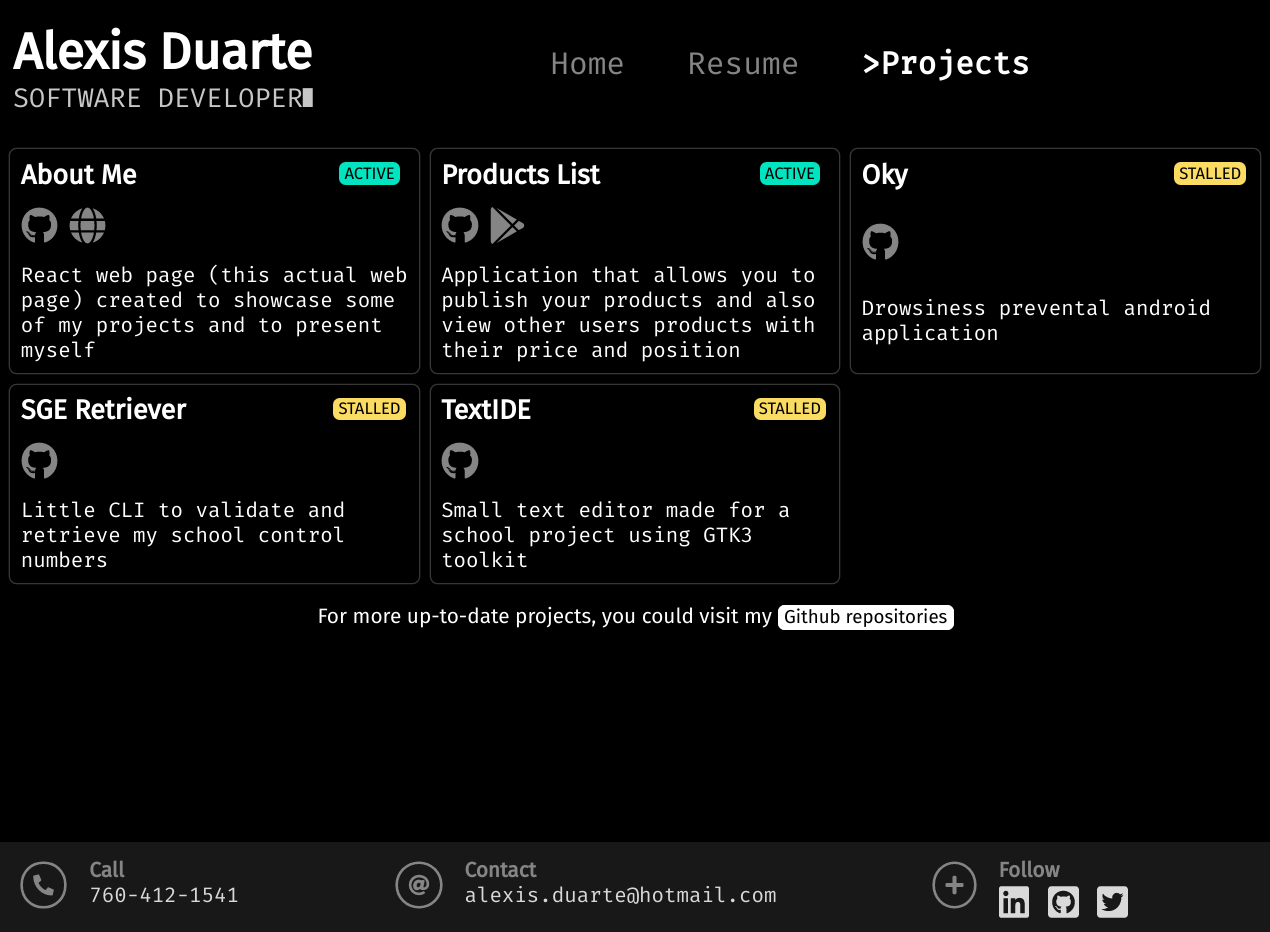 Alexis Duarte
SOFTWARE DEVELOPER
Home Resume >Projects
About Me ACTIVE
React web page (this actual web
page) created to showcase some
of my projects and to present
myself
Products List ACTIVE
Application that allows you to
publish your products and also
view other users products with
their price and position
Oky STALLED
Drowsiness prevental android
application
SGE Retriever STALLED
Little CLI to validate and
retrieve my school control
numbers
TextIDE STALLED
Small text editor made for a
school project using GTK3
toolkit
For more up-to-date projects, you could visit my Github repositories
Call
760-412-1541
Contact
alexis.duarte@hotmail.com
Follow